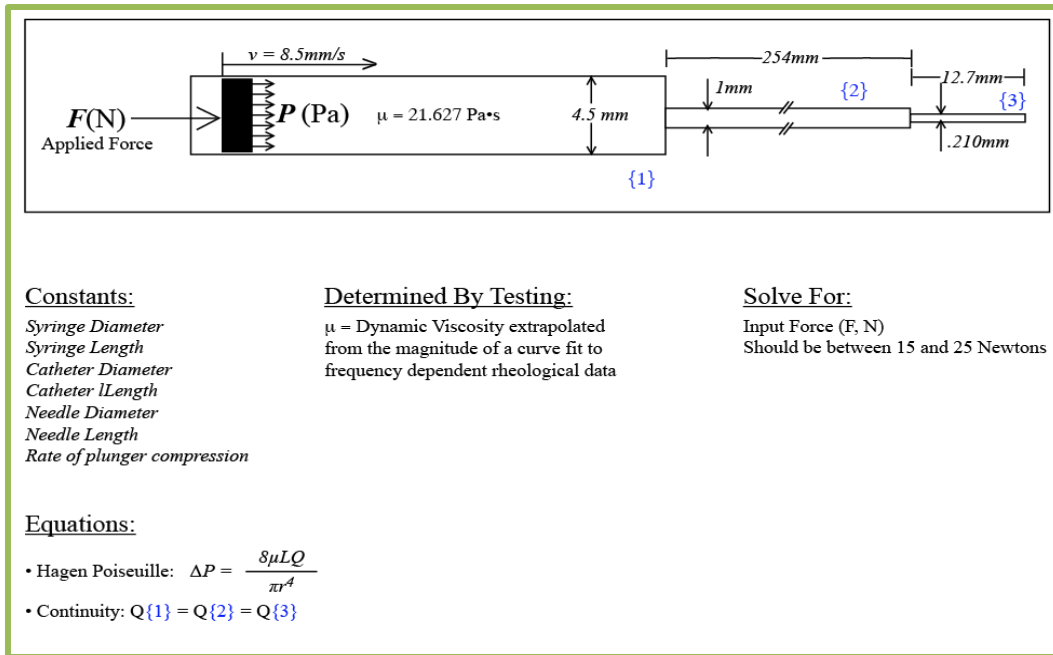 v = 8.5mm/s
254mm
12.7mm
1mm
{2}
{3}
F(N)
P (Pa)
μ = 21.627 Pa•s
4.5 mm
Applied Force
.210mm
{1}
Constants:
Syringe Diameter
Syringe Length
Catheter Diameter
Catheter lLength
Needle Diameter
Needle Length
Rate of plunger compression
Determined By Testing:
μ = Dynamic Viscosity extrapolated
from the magnitude of a curve fit to
frequency dependent rheological data
Solve For:
Input Force (F, N)
Should be between 15 and 25 Newtons
Equations:
• Hagen Poiseuille: ΔP = 8μLQ / πr⁴
• Continuity: Q{1} = Q{2} = Q{3}